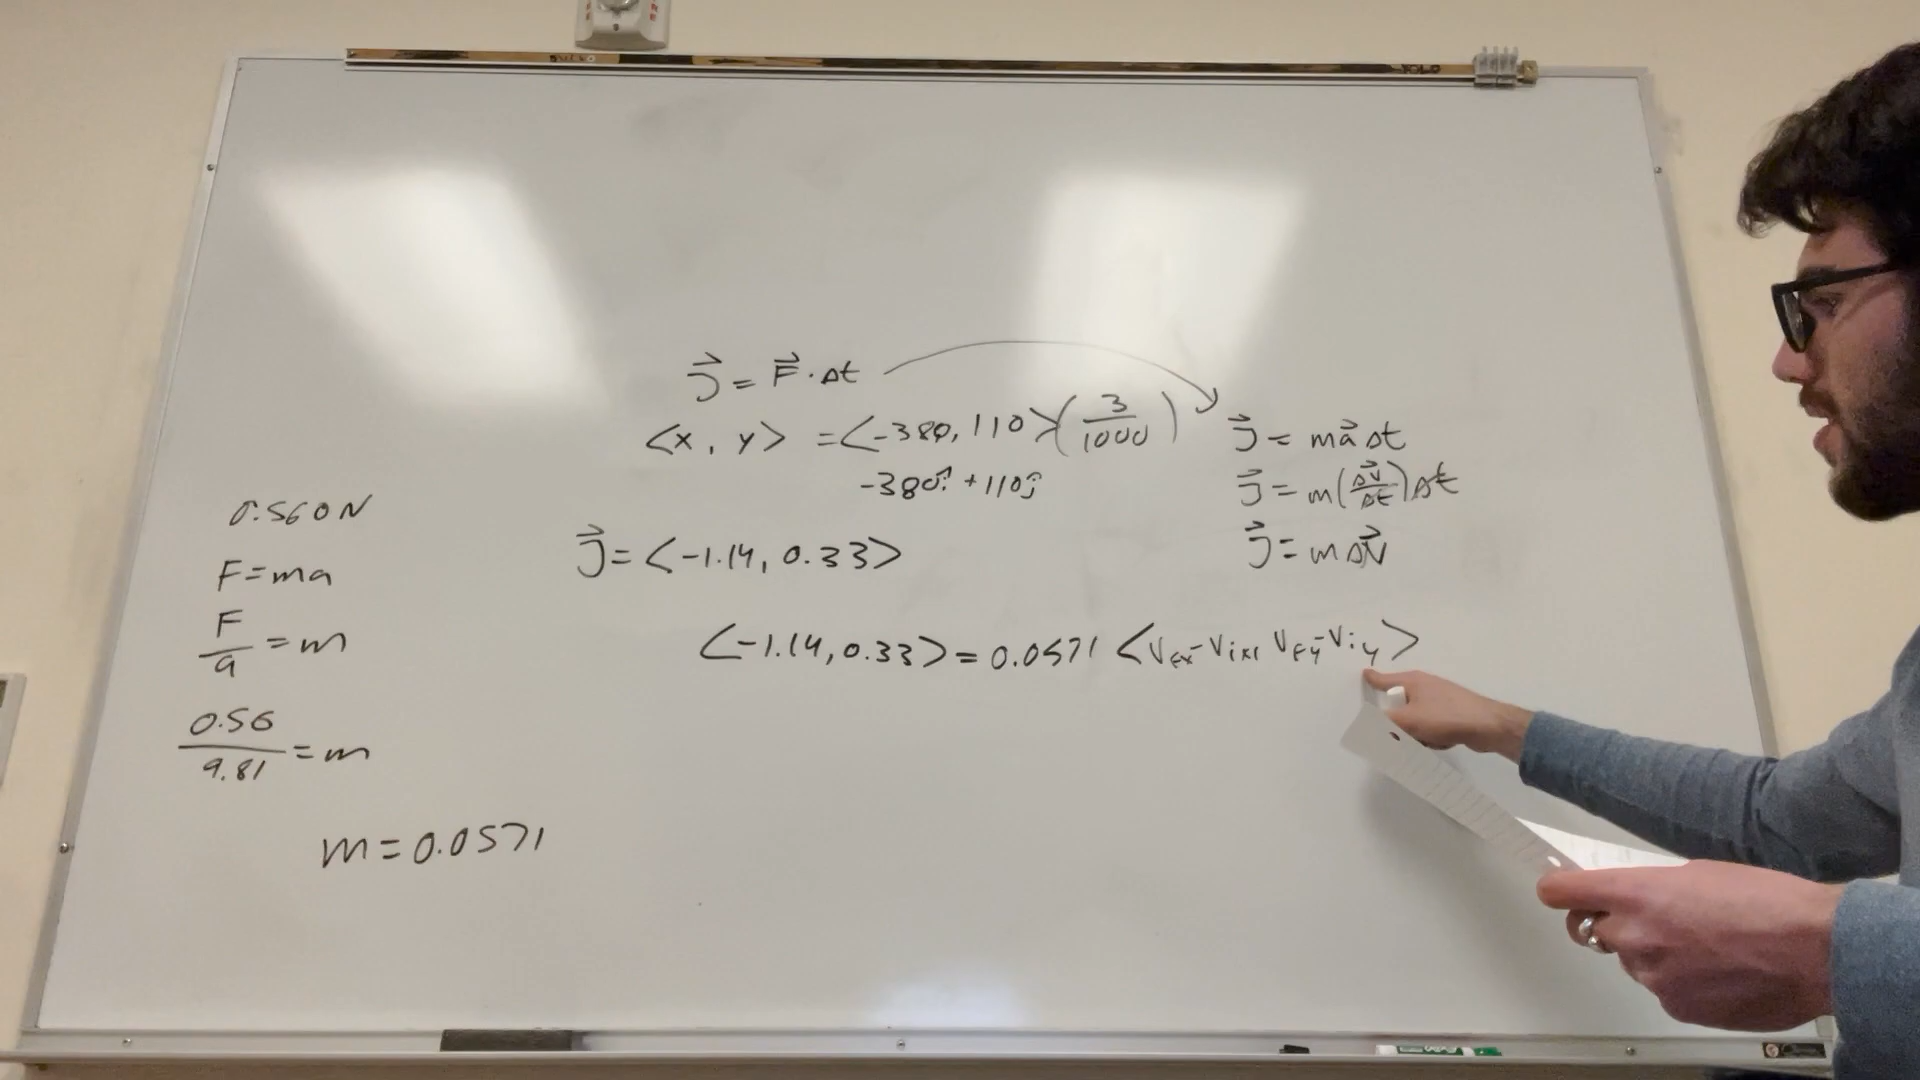 0.560N
F=ma
F/a = m
0.56/9.81 = m
m=0.0571
J⃗ = F⃗ · Δt
<x, y> = <-380, 110>(3/1000)
-380î + 110ĵ
J⃗ = <-1.14, 0.33>
J⃗ = ma⃗Δt
J⃗ = m(Δv⃗/Δt)Δt
J⃗ = mΔv⃗
<-1.14, 0.33> = 0.0571 <Vfx-Vix, Vfy-Viy>